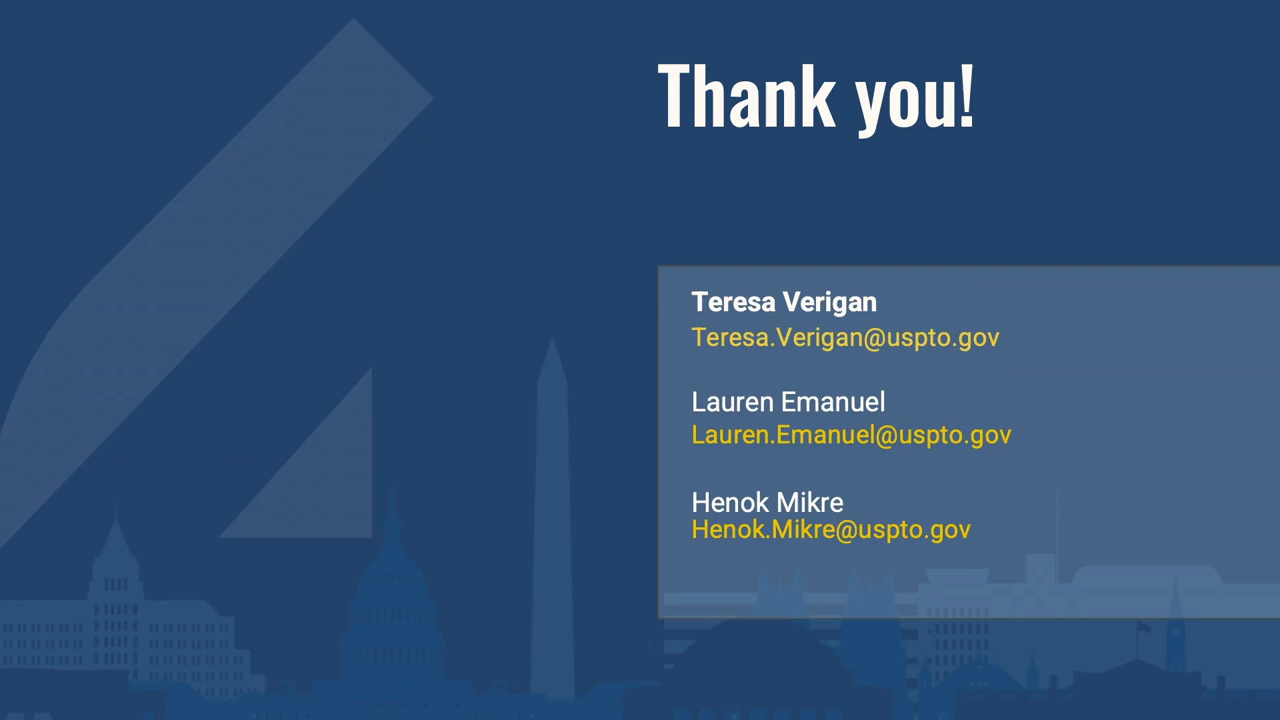 Thank you!
Teresa Verigan
Teresa.Verigan@uspto.gov
Lauren Emanuel
Lauren.Emanuel@uspto.gov
Henok Mikre
Henok.Mikre@uspto.gov